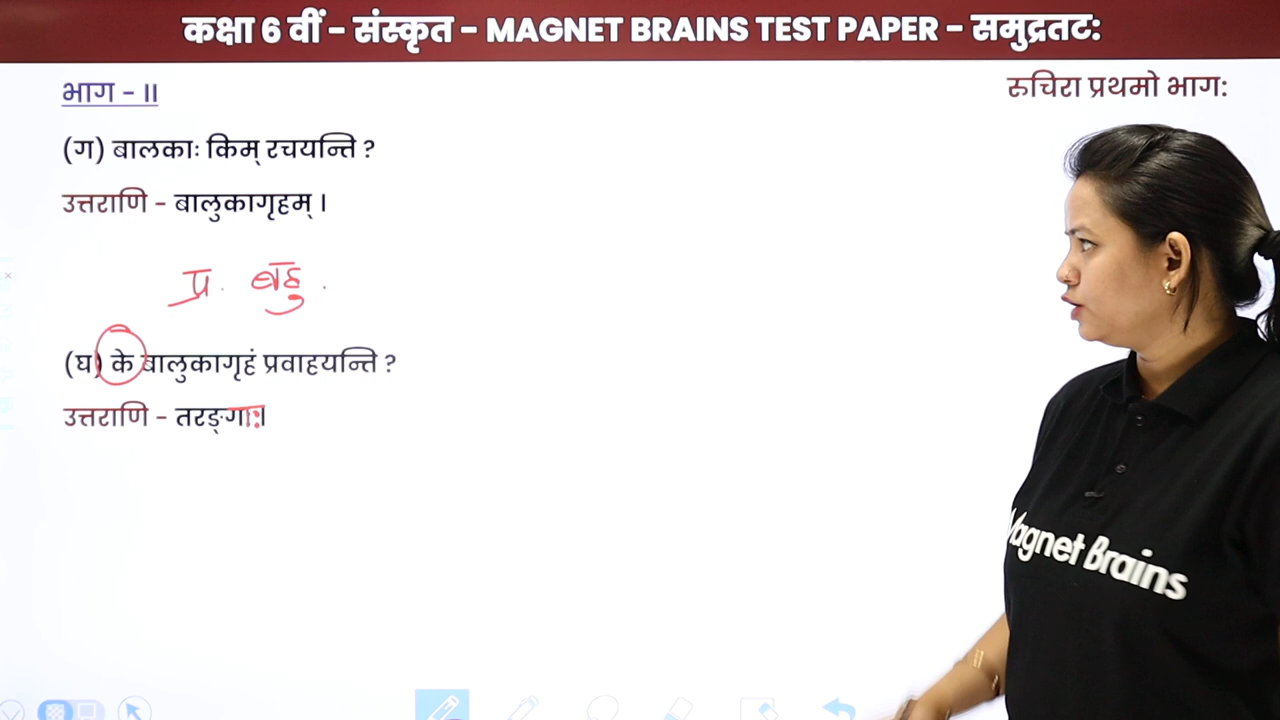 कक्षा 6 वीं - संस्कृत - MAGNET BRAINS TEST PAPER - समुद्रतट:
भाग - II
रुचिरा प्रथमो भाग:
(ग) बालकाः किम् रचयन्ति ?
उत्तराणि - बालुकागृहम् ।
प्र. बहु.
(घ) के बालुकागृहं प्रवाहयन्ति ?
उत्तराणि - तरङ्गाः।
Magnet Brains